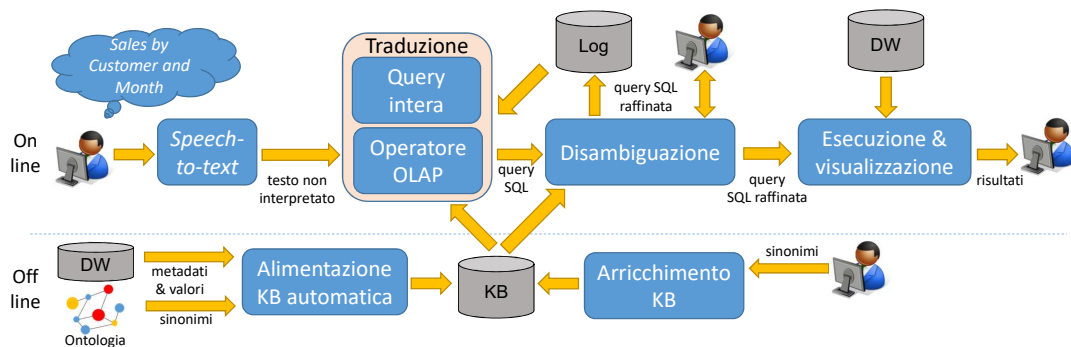 Sales by
Customer and
Month
On
line
Speech-
to-text
testo non
interpretato
Traduzione
Query
intera
Operatore
OLAP
query
SQL
Log
query SQL
raffinata
Disambiguazione
query
SQL raffinata
DW
Esecuzione &
visualizzazione
risultati
Off
line
DW
metadati
& valori
sinonimi
Ontologia
Alimentazione
KB automatica
KB
Arricchimento
KB
sinonimi